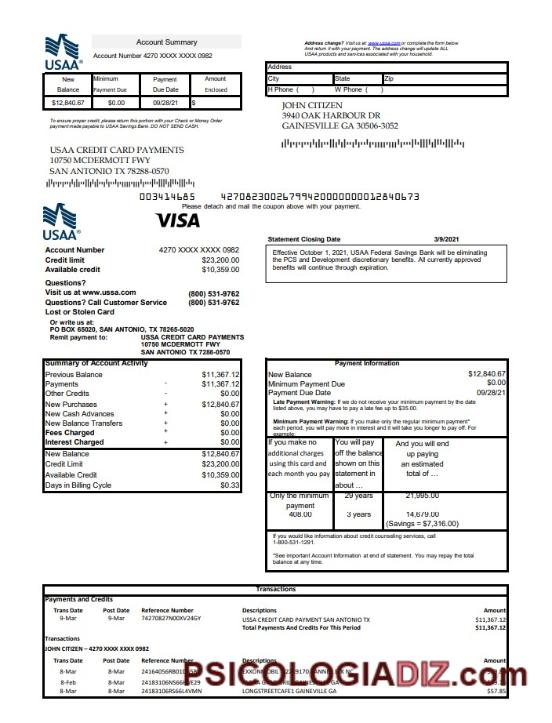 USAA®
Account Summary
Account Number 4270 XXXX XXXX 0982
Address change? Visit us at www.usaa.com or complete the form below
And return it with your payment. The address change will update ALL
USAA products and services associated with your household.
New Balance Minimum Payment Due Payment Due Date Amount Enclosed
$12,840.67 $0.00 09/28/21 $
Address
City State Zip
H Phone ( ) W Phone ( )
To ensure proper credit, please return this portion with your Check or Money Order
payment made payable to USAA Savings Bank. DO NOT SEND CASH.
JOHN CITIZEN
3940 OAK HARBOUR DR
GAINESVILLE GA 30506-3052
USAA CREDIT CARD PAYMENTS
10750 MCDERMOTT FWY
SAN ANTONIO TX 78288-0570
003414685 4270823002679942000000012840673
Please detach and mail the coupon above with your payment.
USAA®
VISA
Account Number 4270 XXXX XXXX 0982
Credit limit $23,200.00
Available credit $10,359.00
Statement Closing Date 3/9/2021
Effective October 1, 2021, USAA Federal Savings Bank will be eliminating
the PCS and Development discretionary benefits. All currently approved
benefits will continue through expiration.
Questions?
Visit us at www.ussa.com (800) 531-9762
Questions? Call Customer Service (800) 531-9762
Lost or Stolen Card
Or write us at:
PO BOX 65020, SAN ANTONIO, TX 78265-5020
Remit payment to: USSA CREDIT CARD PAYMENTS
10750 MCDERMOTT FWY
SAN ANTONIO TX 7288-0570
Summary of Account Activity
Previous Balance $11,367.12
Payments - $11,367.12
Other Credits - $0.00
New Purchases + $12,840.67
New Cash Advances + $0.00
New Balance Transfers + $0.00
Fees Charged + $0.00
Interest Charged + $0.00
New Balance $12,840.67
Credit Limit $23,200.00
Available Credit $10,359.00
Days in Billing Cycle $0.33
Payment Information
New Balance $12,840.67
Minimum Payment Due $0.00
Payment Due Date 09/28/21
Late Payment Warning: If we do not receive your minimum payment by the date
listed above, you may have to pay a late fee up to $35.00.
Minimum Payment Warning: If you make only the regular minimum payment*
each period, you will pay more in interest and it will take you longer to pay off. For
example:
If you make no additional charges using this card and each month you pay
You will pay off the balance shown on this statement in about …
And you will end up paying an estimated total of …
Only the minimum payment 29 years 21,995.00
408.00 3 years 14,679.00
(Savings = $7,316.00)
If you would like information about credit counseling services, call
1-800-531-1291.
*See important Account Information at end of statement. You may repay the total
balance at any time.
Transactions
Payments and Credits
Trans Date Post Date Reference Number Descriptions Amount
9-Mar 9-Mar 74270827N00XV24GY USSA CREDIT CARD PAYMENT SAN ANTONIO TX $11,367.12
Total Payments And Credits For This Period $11,367.12
Transactions
JOHN CITIZEN – 4270 XXXX XXXX 0982
Trans Date Post Date Reference Number Descriptions Amount
8-Mar 8-Mar
8-Feb 8-Mar
8-Mar 8-Mar 24183106RS66L4VMN LONGSTREETCAFE1 GAINEVILLE GA $57.85
PSICOLOGIADIZ.com